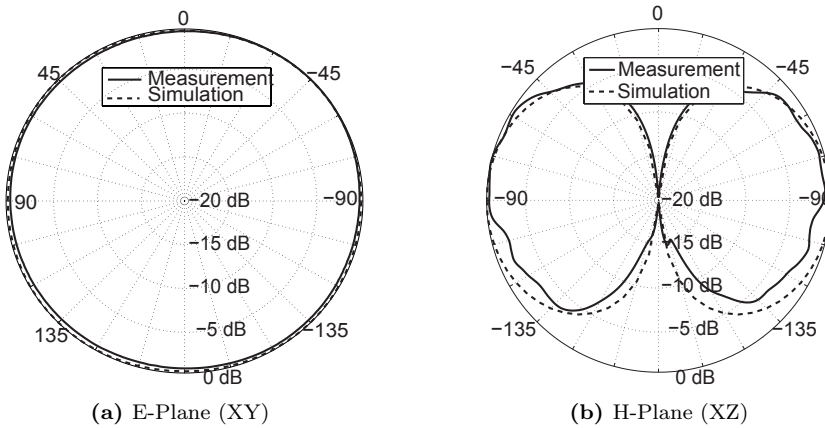 0
45
−45
Measurement
Simulation
90
−90
−20 dB
−15 dB
−10 dB
−5 dB
135
−135
0 dB
(a) E-Plane (XY)
0
−45
Measurement
Simulation
−90
−90
−20 dB
−15 dB
−10 dB
−5 dB
−135
−135
0 dB
(b) H-Plane (XZ)
−45